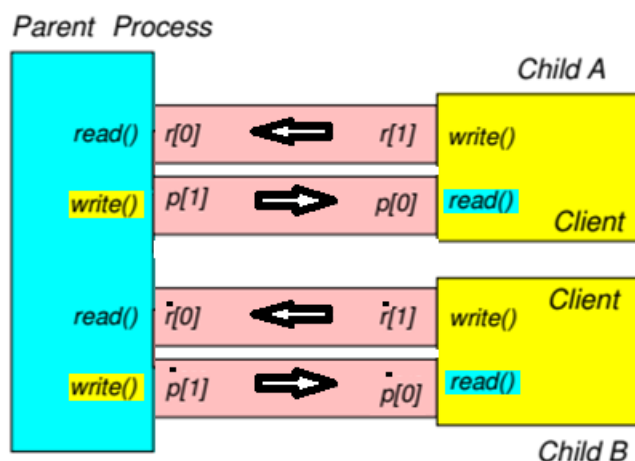 Parent Process
Child A
read() r[0] r[1] write()
write() p[1] p[0] read()
Client
Client
read() ṙ[0] ṙ[1] write()
write() ṗ[1] ṗ[0] read()
Child B